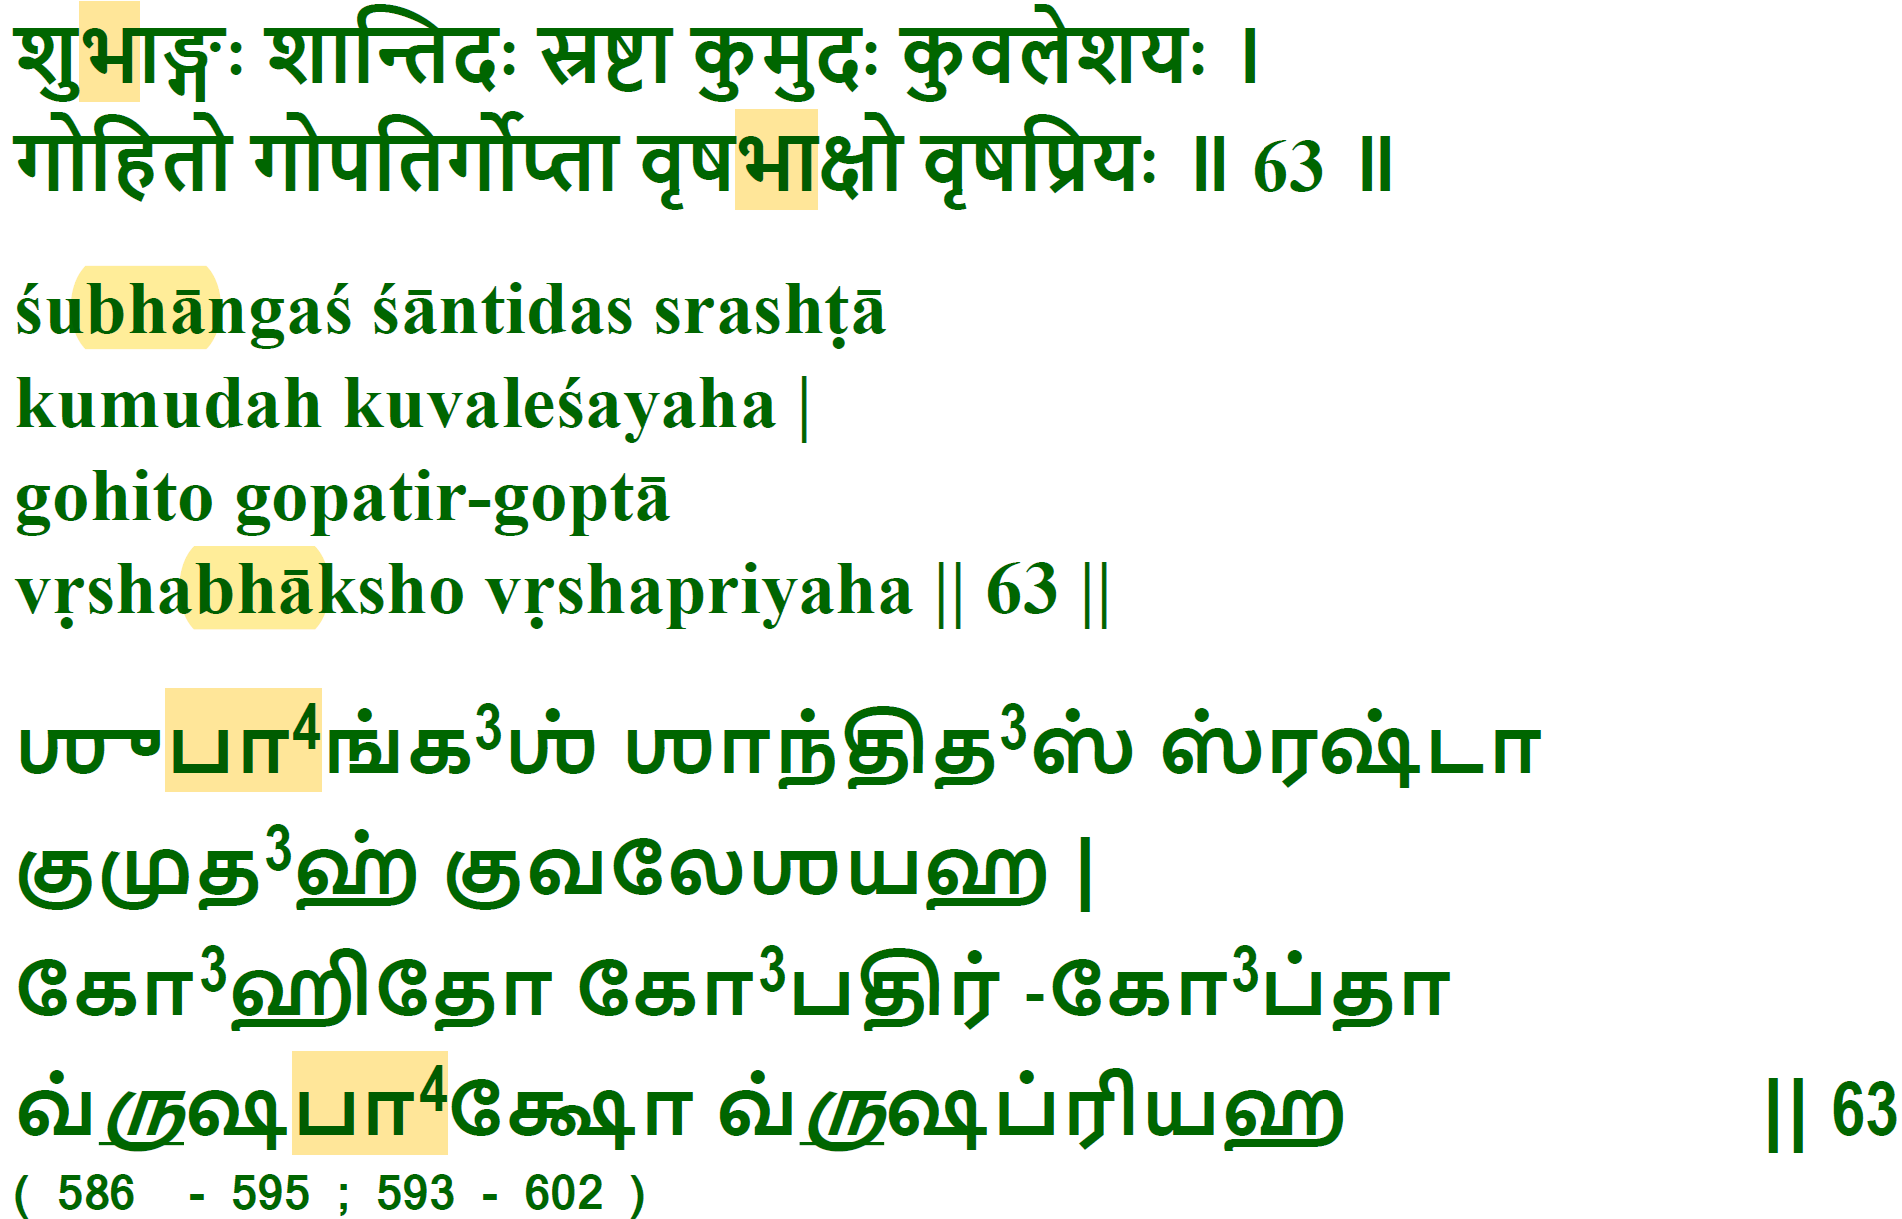 शुभाङ्गः शान्तिदः स्रष्टा कुमुदः कुवलेशयः ।
गोहितो गोपतिर्गोप्ता वृषभाक्षो वृषप्रियः ॥ 63 ॥
śubhāngaś śāntidas srashṭā
kumudah kuvaleśayaha |
gohito gopatir-goptā
vṛshabhāksho vṛshapriyaha || 63 ||
ஶுபா⁴ங்க³ஶ் ஶாந்தித³ஸ் ஸ்ரஷ்டா
குமுத³ஹ் குவலேஶயஹ |
கோ³ஹிதோ கோ³பதிர் -கோ³ப்தா
வ்ருஷபா⁴க்ஷோ வ்ருஷப்ரியஹ || 63
( 586 - 595 ; 593 - 602 )